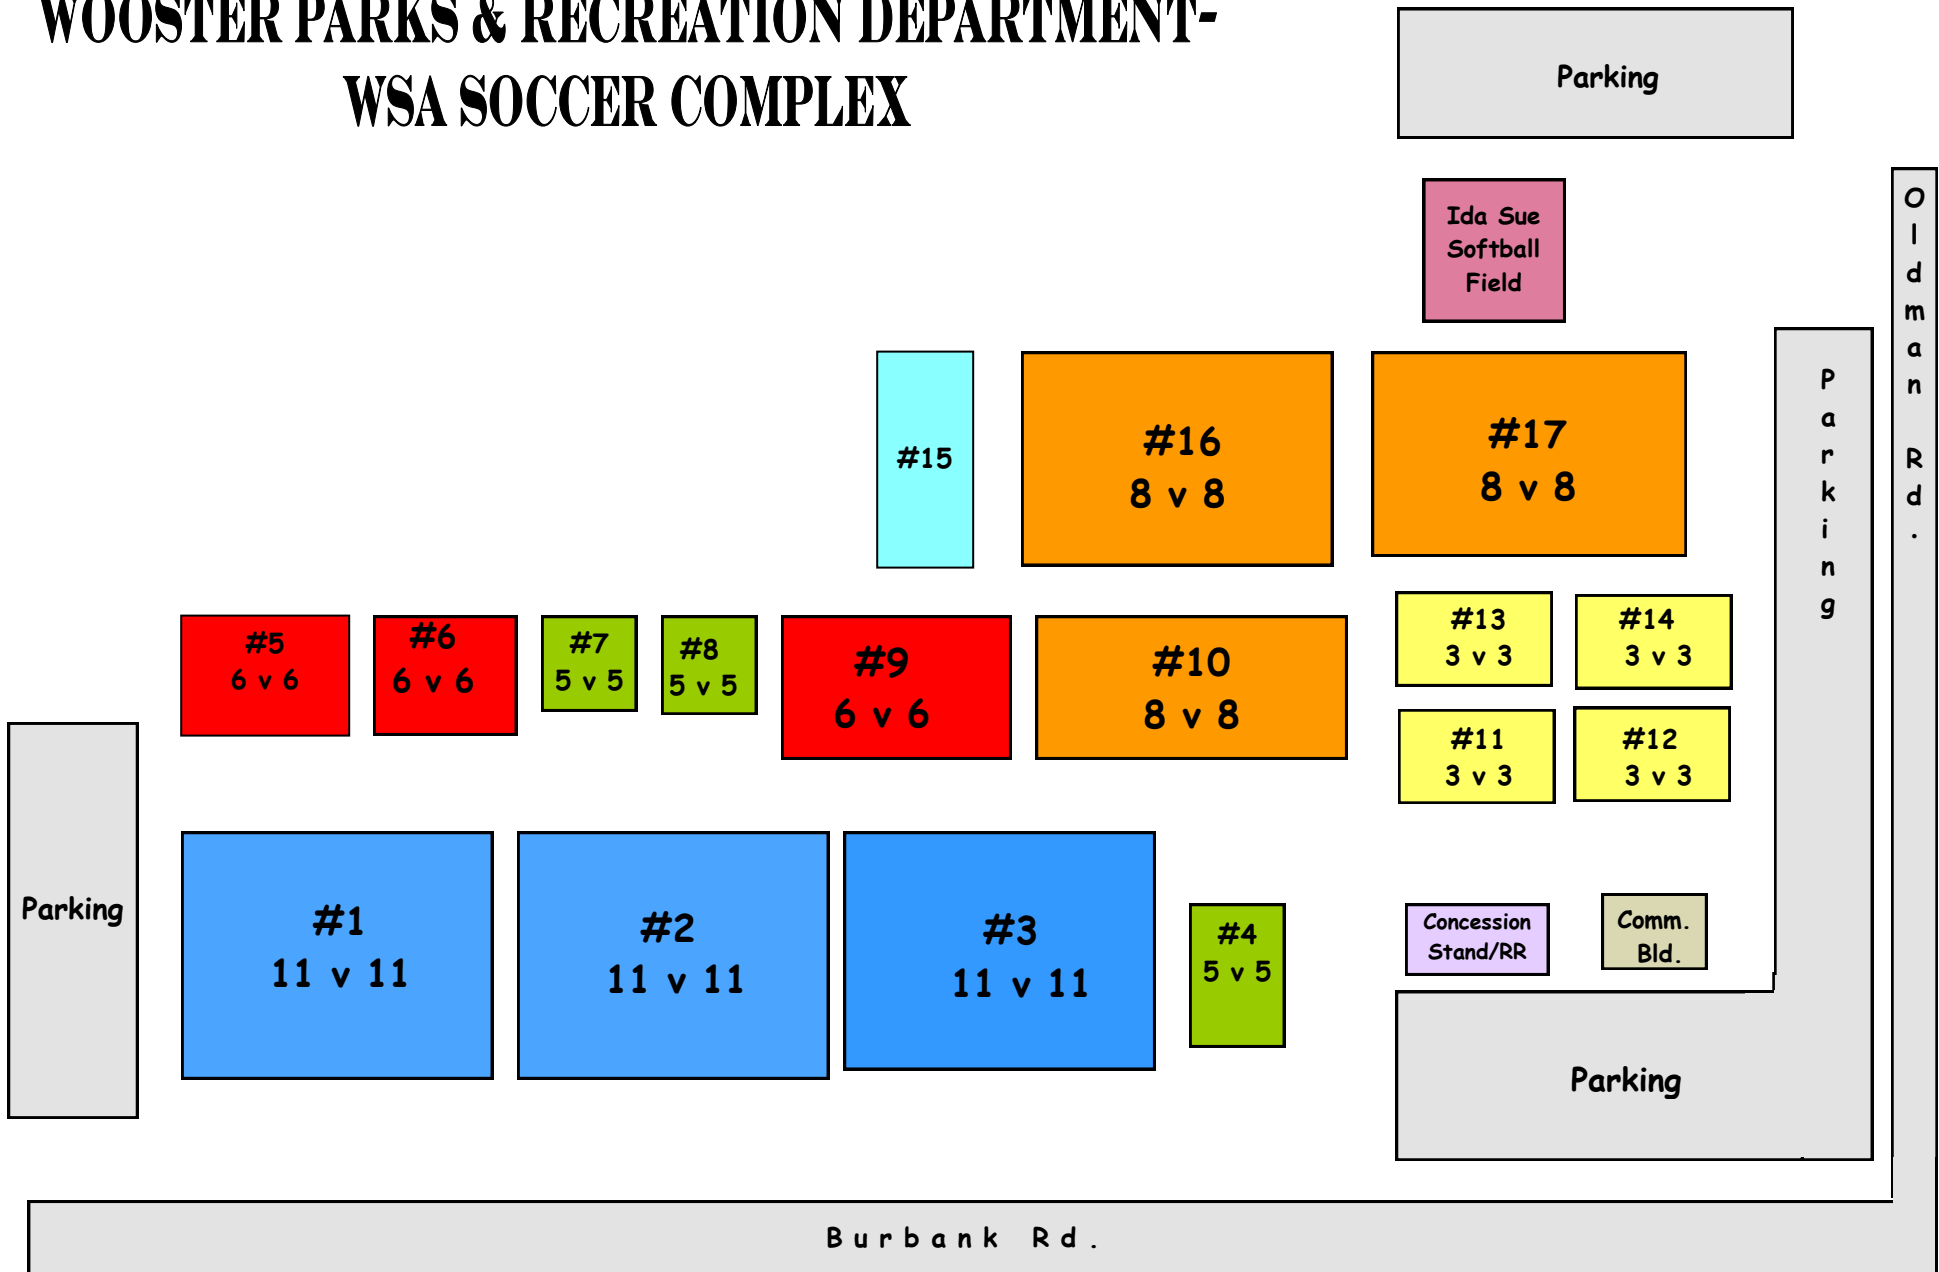 WOOSTER PARKS & RECREATION DEPARTMENT-
WSA SOCCER COMPLEX
Parking
Ida Sue
Softball
Field
Oldman Rd.
Parking
#15
#16
8 v 8
#17
8 v 8
#5
6 v 6
#6
6 v 6
#7
5 v 5
#8
5 v 5
#9
6 v 6
#10
8 v 8
#13
3 v 3
#14
3 v 3
#11
3 v 3
#12
3 v 3
Parking
#1
11 v 11
#2
11 v 11
#3
11 v 11
#4
5 v 5
Concession
Stand/RR
Comm.
Bld.
Parking
Burbank Rd.